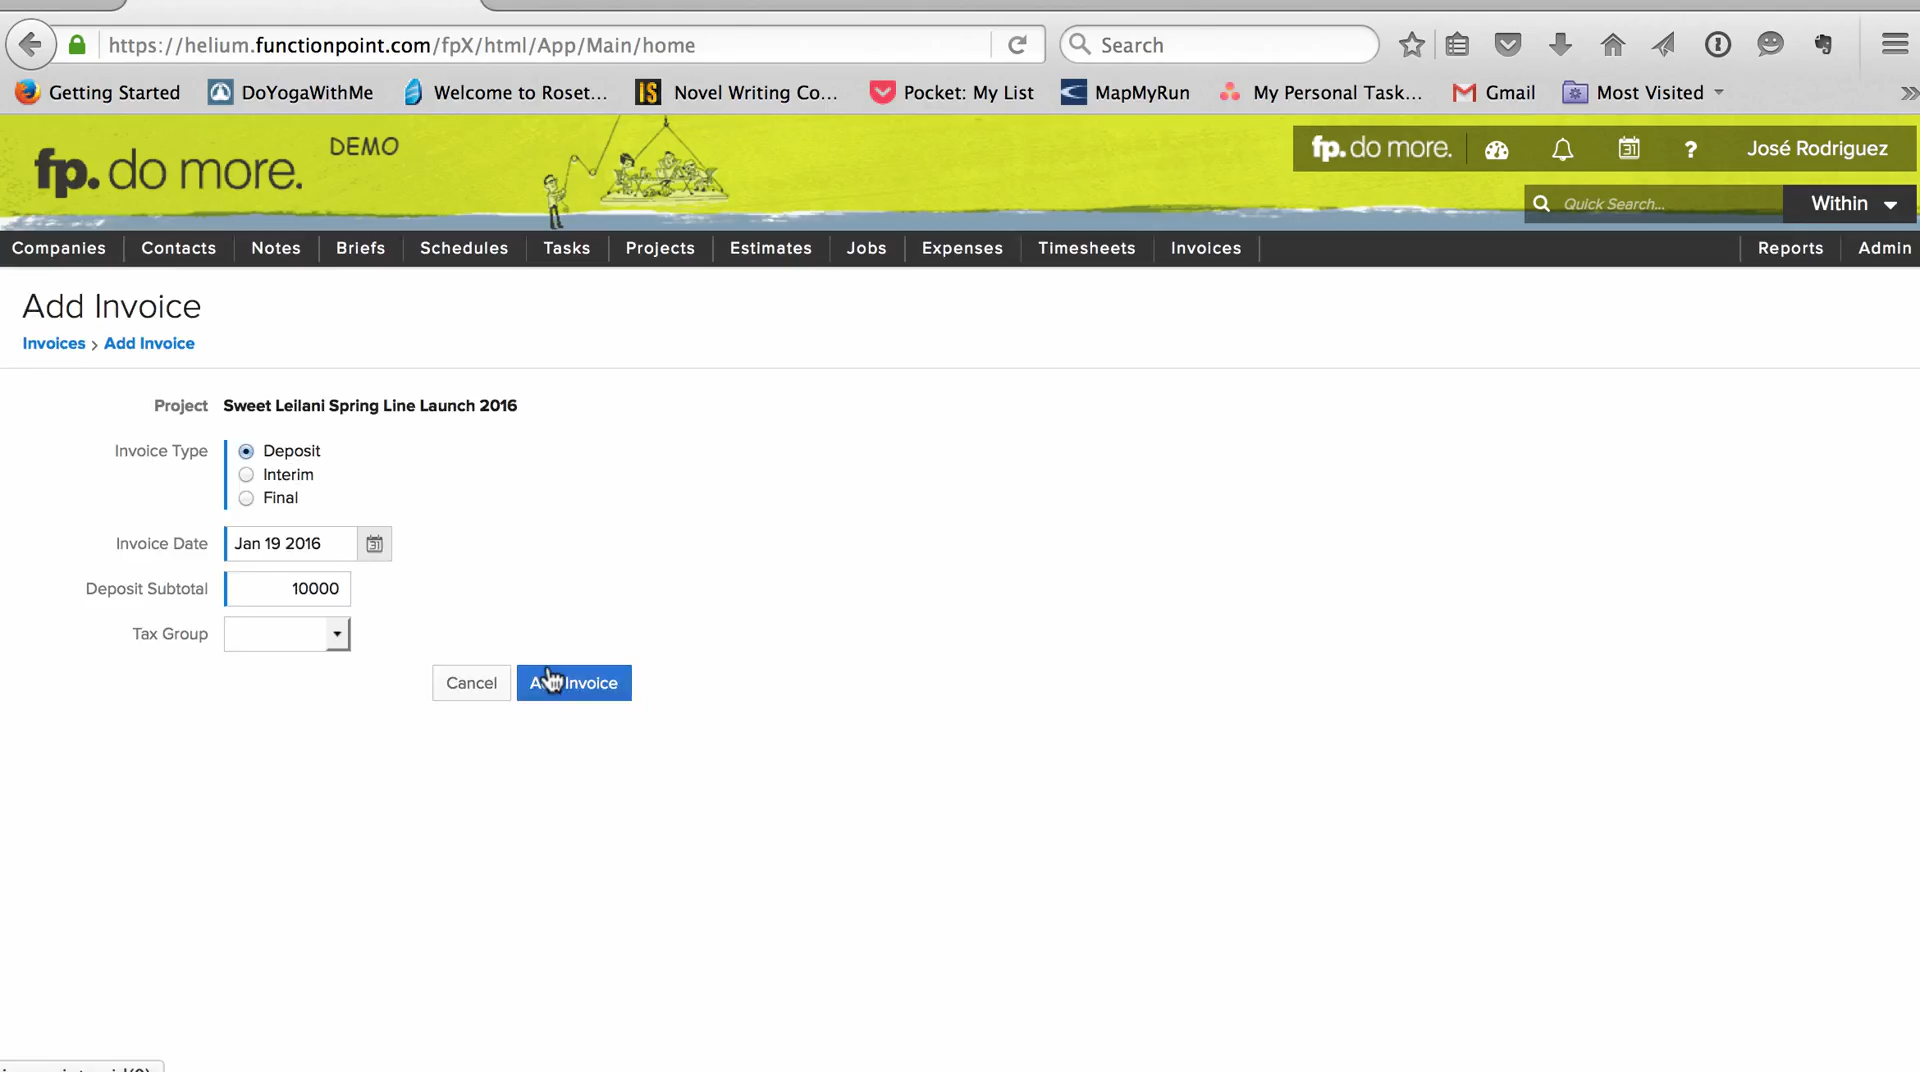 https://helium.functionpoint.com/fpX/html/App/Main/home
Search
Getting Started
DoYogaWithMe
Welcome to Roset...
IS
Novel Writing Co...
Pocket: My List
MapMyRun
My Personal Task...
Gmail
Most Visited
fp. do more.
DEMO
fp. do more.
31
?
José Rodriguez
Quick Search...
Within
Companies
Contacts
Notes
Briefs
Schedules
Tasks
Projects
Estimates
Jobs
Expenses
Timesheets
Invoices
Reports
Admin
Add Invoice
Invoices > Add Invoice
Project Sweet Leilani Spring Line Launch 2016
Invoice Type Deposit
Interim
Final
Invoice Date Jan 19 2016 31
Deposit Subtotal 10000
Tax Group
Cancel
Invoice